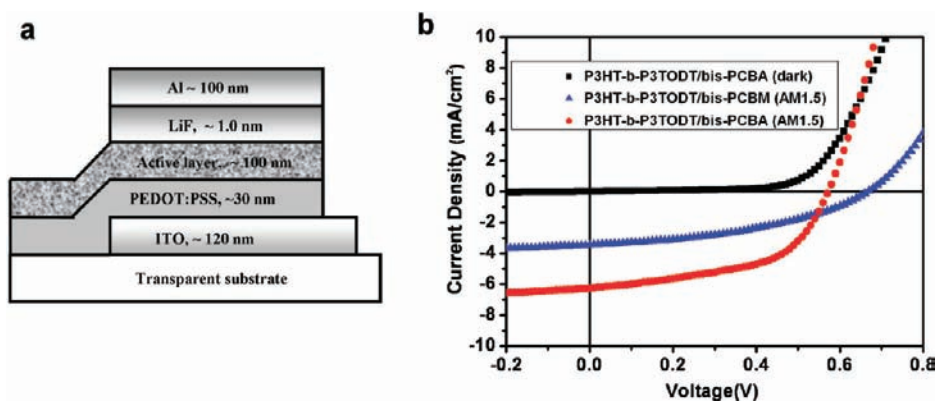 a
Al ~ 100 nm
LiF, ~ 1.0 nm
Active layer, ~ 100 nm
PEDOT:PSS, ~30 nm
ITO, ~ 120 nm
Transparent substrate
b
P3HT-b-P3TODT/bis-PCBA (dark)
P3HT-b-P3TODT/bis-PCBM (AM1.5)
P3HT-b-P3TODT/bis-PCBA (AM1.5)
Current Density (mA/cm²)
10
8
6
4
2
0
-2
-4
-6
-8
-10
-0.2 0.0 0.2 0.4 0.6 0.8
Voltage(V)